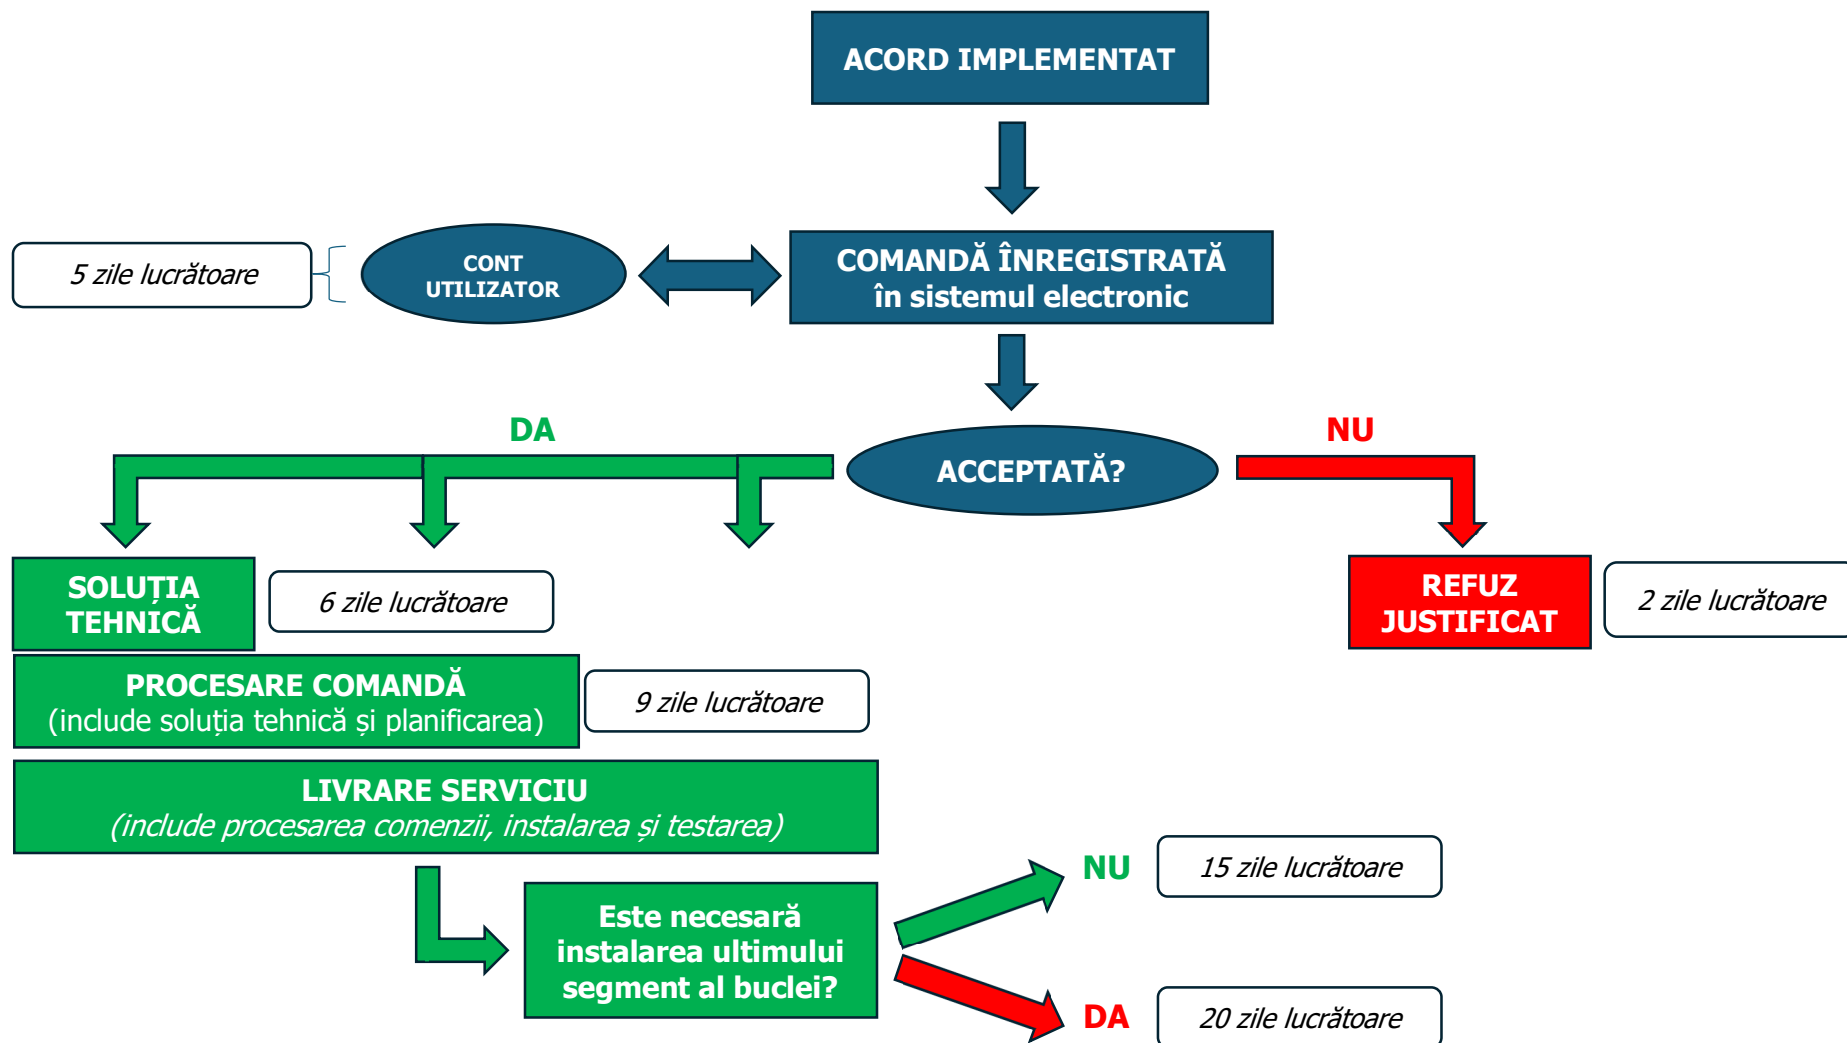 ACORD IMPLEMENTAT
5 zile lucrătoare
CONT
UTILIZATOR
COMANDĂ ÎNREGISTRATĂ
în sistemul electronic
DA
ACCEPTATĂ?
NU
SOLUȚIA
TEHNICĂ
6 zile lucrătoare
REFUZ
JUSTIFICAT
2 zile lucrătoare
PROCESARE COMANDĂ
(include soluția tehnică și planificarea)
9 zile lucrătoare
LIVRARE SERVICIU
(include procesarea comenzii, instalarea și testarea)
Este necesară
instalarea ultimului
segment al buclei?
NU
15 zile lucrătoare
DA
20 zile lucrătoare